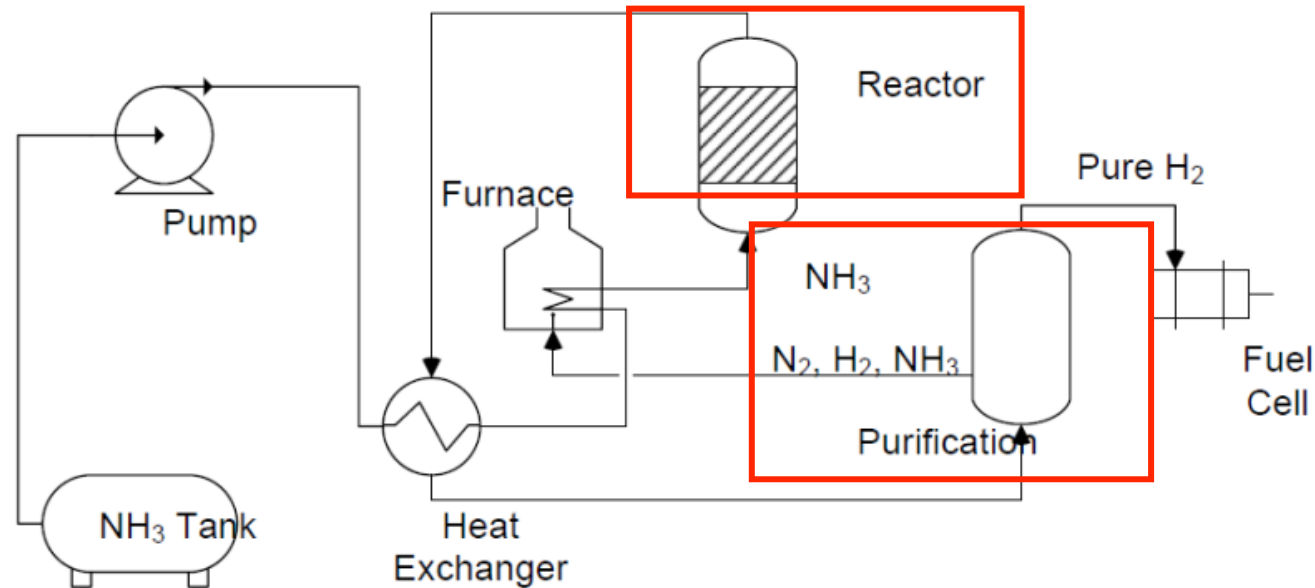 Reactor
Pure H₂
Furnace
Pump
NH₃
N₂, H₂, NH₃
Fuel
Cell
Purification
NH₃ Tank
Heat
Exchanger